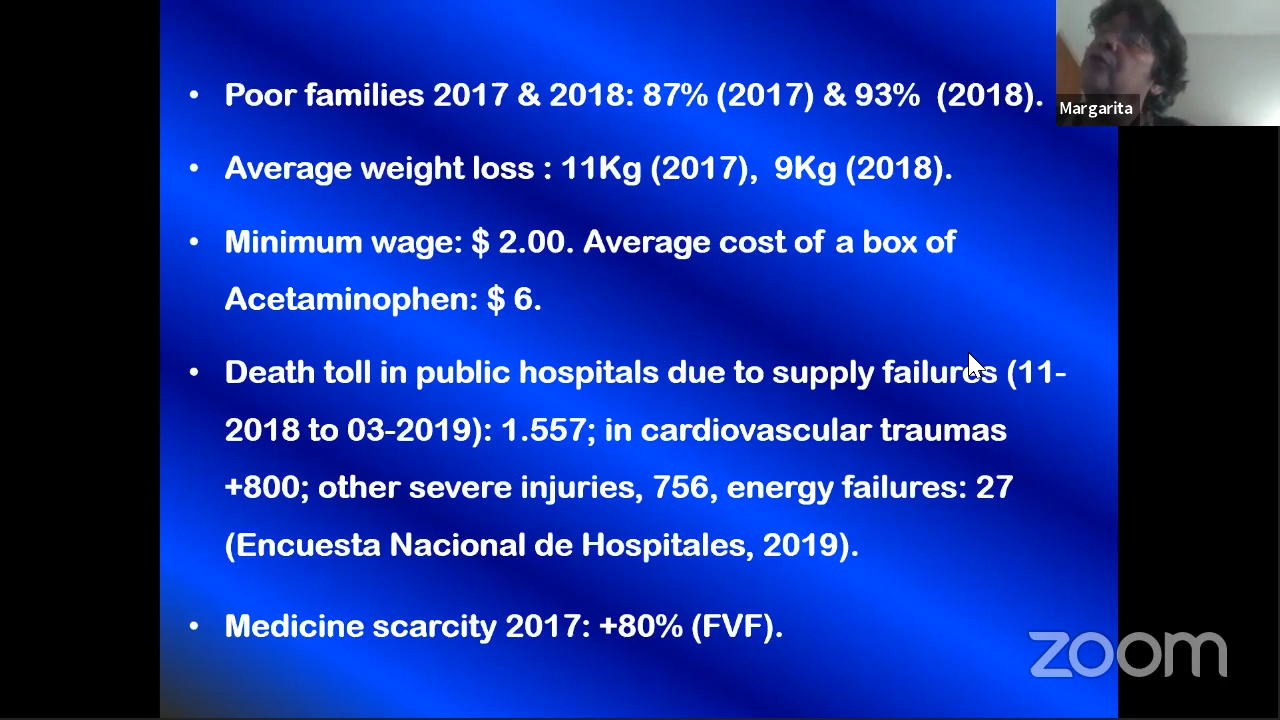 • Poor families 2017 & 2018: 87% (2017) & 93% (2018).
Margarita
• Average weight loss : 11Kg (2017), 9Kg (2018).
• Minimum wage: $ 2.00. Average cost of a box of
Acetaminophen: $ 6.
• Death toll in public hospitals due to supply failures (11-
2018 to 03-2019): 1.557; in cardiovascular traumas
+800; other severe injuries, 756, energy failures: 27
(Encuesta Nacional de Hospitales, 2019).
• Medicine scarcity 2017: +80% (FVF).
zoom